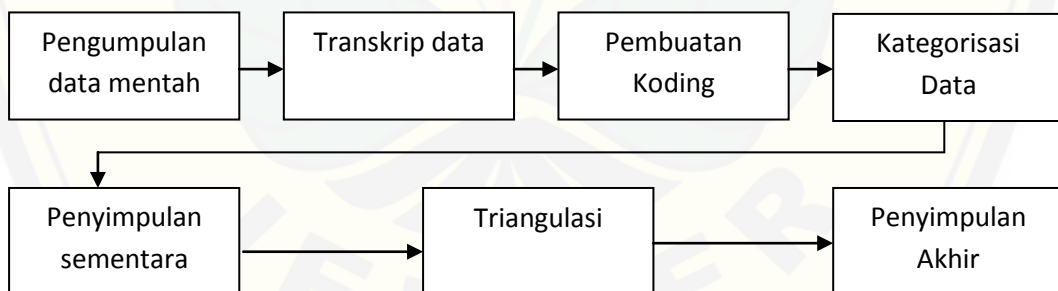 Pengumpulan
data mentah
Transkrip data
Pembuatan
Koding
Kategorisasi
Data
Penyimpulan
sementara
Triangulasi
Penyimpulan
Akhir